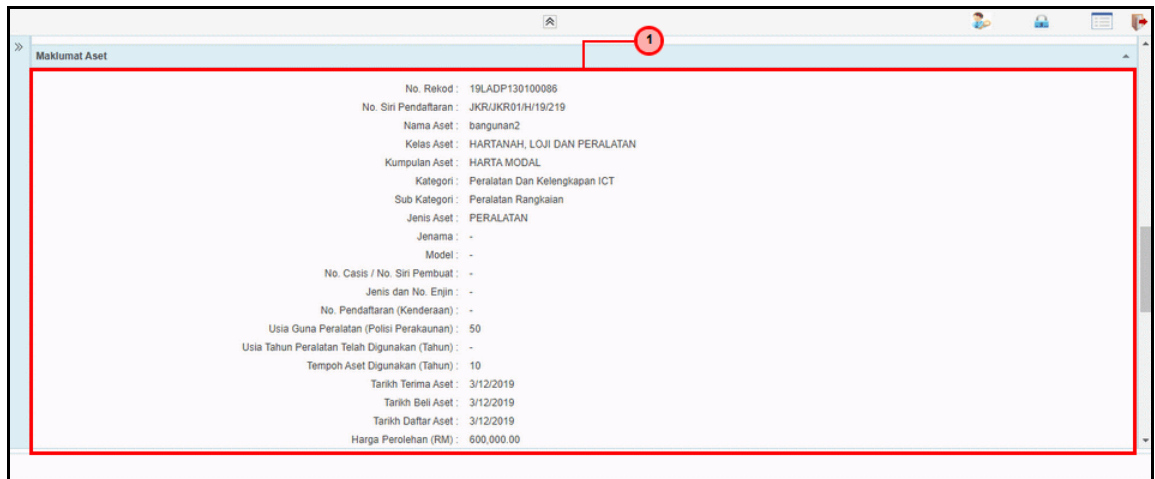 1
Maklumat Aset
No. Rekod : 19LADP130100086
No. Siri Pendaftaran : JKR/JKR01/H/19/219
Nama Aset : bangunan2
Kelas Aset : HARTANAH, LOJI DAN PERALATAN
Kumpulan Aset : HARTA MODAL
Kategori : Peralatan Dan Kelengkapan ICT
Sub Kategori : Peralatan Rangkaian
Jenis Aset : PERALATAN
Jenama : -
Model : -
No. Casis / No. Siri Pembuat : -
Jenis dan No. Enjin : -
No. Pendaftaran (Kenderaan) : -
Usia Guna Peralatan (Polisi Perakaunan) : 50
Usia Tahun Peralatan Telah Digunakan (Tahun) : -
Tempoh Aset Digunakan (Tahun) : 10
Tarikh Terima Aset : 3/12/2019
Tarikh Beli Aset : 3/12/2019
Tarikh Daftar Aset : 3/12/2019
Harga Perolehan (RM) : 600,000.00